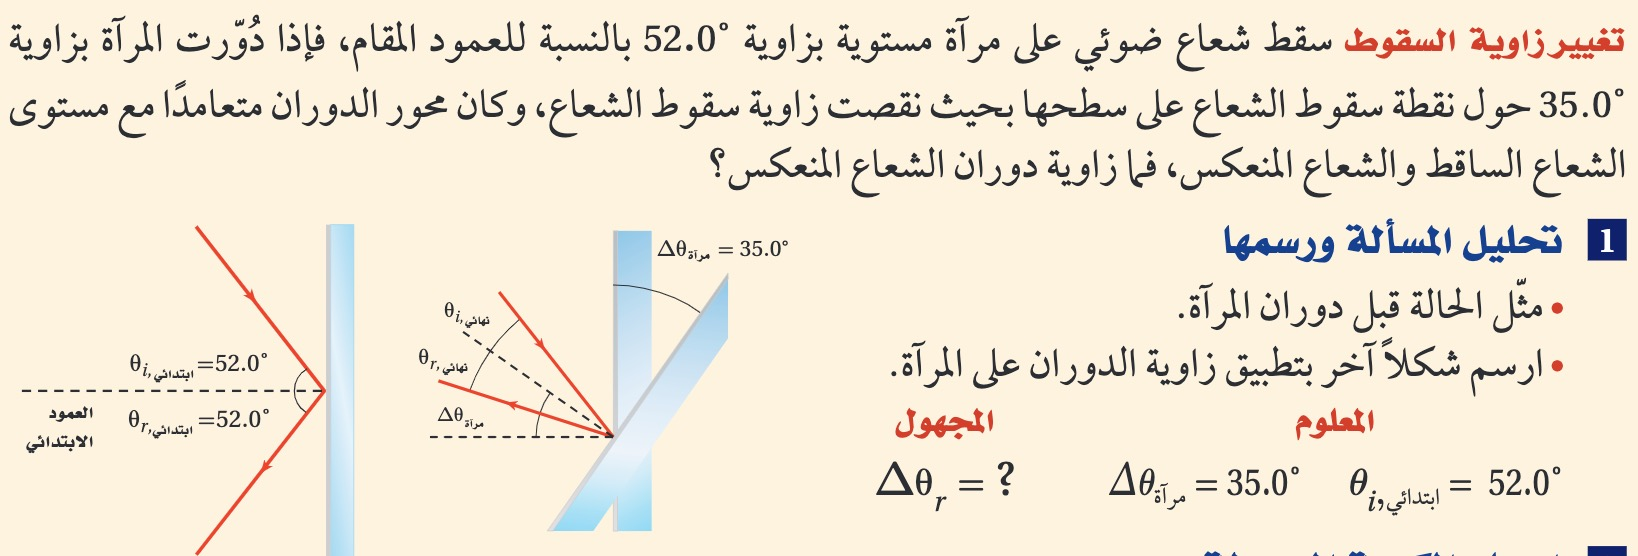 تغيير زاوية السقوط سقط شعاع ضوئي على مرآة مستوية بزاوية 52.0° بالنسبة للعمود المقام، فإذا دُوّرت المرآة بزاوية
35.0° حول نقطة سقوط الشعاع على سطحها بحيث نقصت زاوية سقوط الشعاع، وكان محور الدوران متعامدًا مع مستوى
الشعاع الساقط والشعاع المنعكس، فما زاوية دوران الشعاع المنعكس؟
1 تحليل المسألة ورسمها
• مثّل الحالة قبل دوران المرآة.
• ارسم شكلاً آخر بتطبيق زاوية الدوران على المرآة.
المعلوم
θi,ابتدائي = 52.0°
Δθمرآة = 35.0°
المجهول
Δθr = ?
Δθمرآة = 35.0°
θi,نهائي
θr,نهائي
Δθمرآة
θi,ابتدائي =52.0°
θr,ابتدائي =52.0°
العمود
الابتدائي